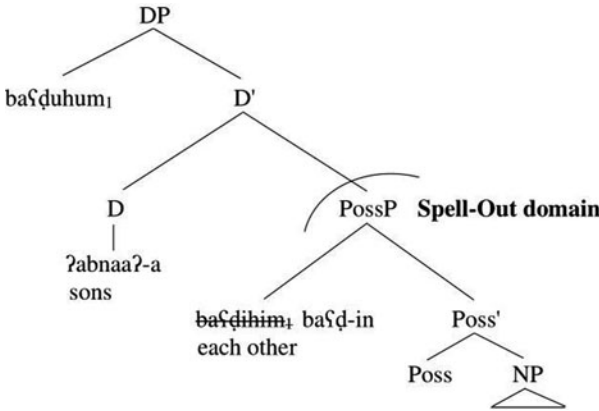 DP
baʕḍuhum₁
D'
D
PossP
Spell-Out domain
ʔabnaaʔ-a
sons
baʕḍihim₁ baʕḍ-in
each other
Poss'
Poss
NP